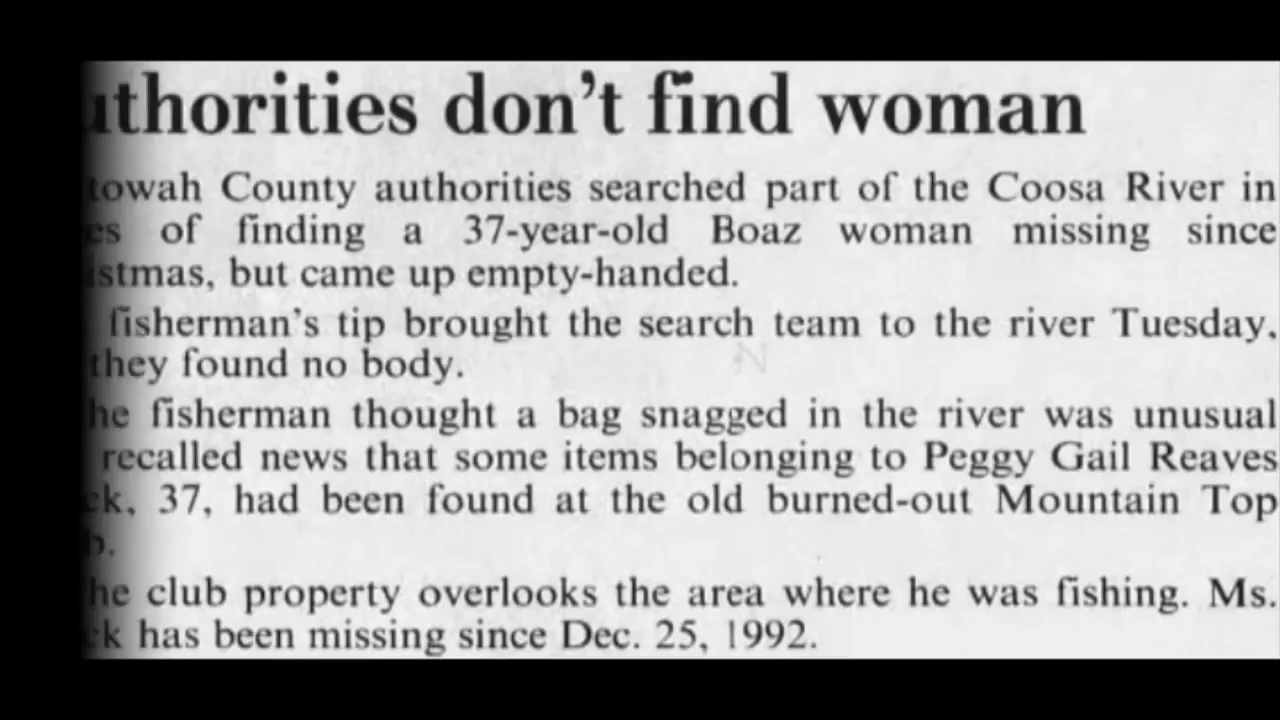 uthorities don't find woman
towah County authorities searched part of the Coosa River in
es of finding a 37-year-old Boaz woman missing since
istmas, but came up empty-handed.
fisherman's tip brought the search team to the river Tuesday,
they found no body.
he fisherman thought a bag snagged in the river was unusual
recalled news that some items belonging to Peggy Gail Reaves
ck, 37, had been found at the old burned-out Mountain Top
b.
he club property overlooks the area where he was fishing. Ms.
ck has been missing since Dec. 25, 1992.